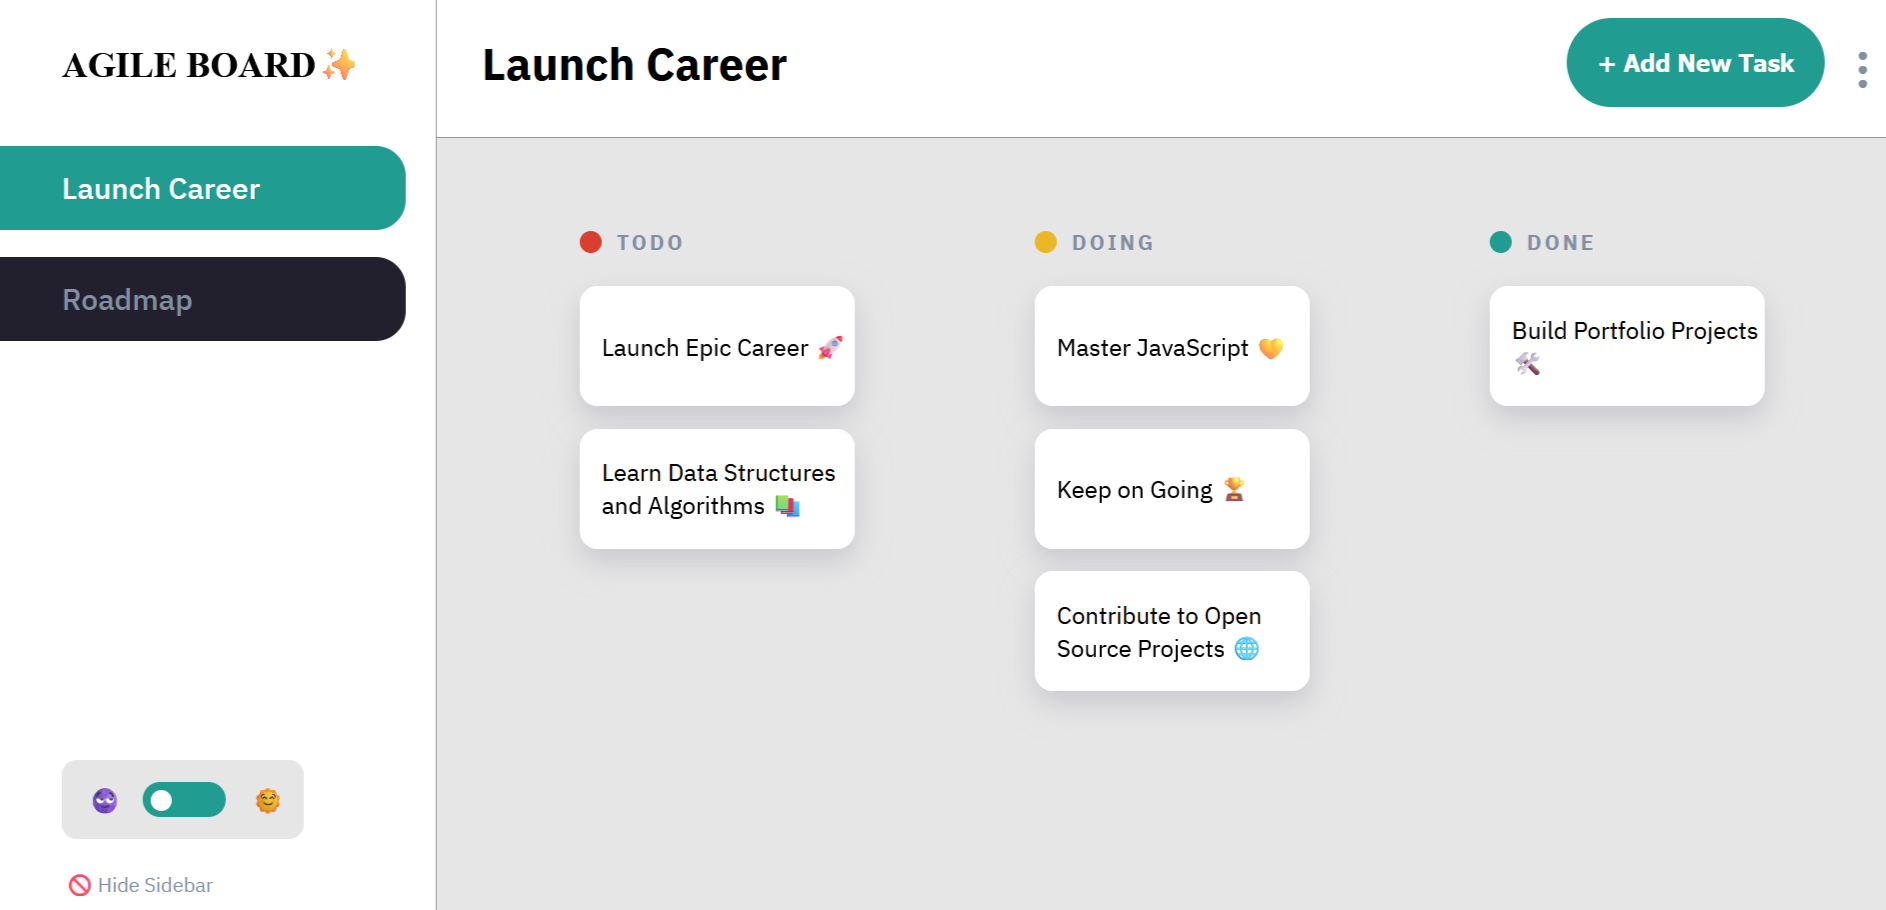 AGILE BOARD✨
Launch Career
Roadmap
🚫 Hide Sidebar
Launch Career
+ Add New Task
TODO
Launch Epic Career 🚀
Learn Data Structures
and Algorithms 📚
DOING
Master JavaScript 💛
Keep on Going 🏆
Contribute to Open
Source Projects 🌐
DONE
Build Portfolio Projects
🛠️